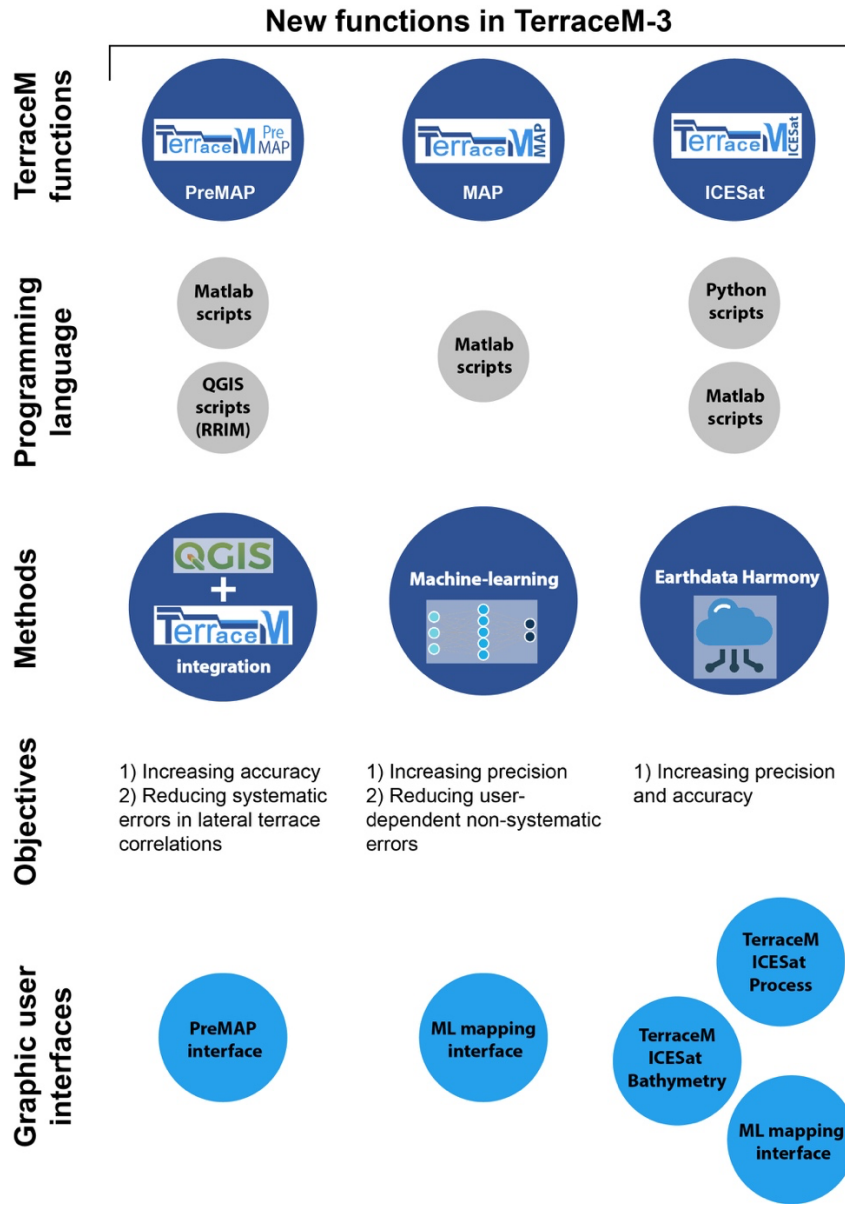 New functions in TerraceM-3
TerraceM
functions
TerraceM Pre
MAP
PreMAP
TerraceM MAP
MAP
TerraceM ICESat
ICESat
Programming
language
Matlab
scripts
QGIS
scripts
(RRIM)
Matlab
scripts
Python
scripts
Matlab
scripts
Methods
QGIS
+
TerraceM
integration
Machine-learning
Earthdata Harmony
Objectives
1) Increasing accuracy
2) Reducing systematic
errors in lateral terrace
correlations
1) Increasing precision
2) Reducing user-
dependent non-systematic
errors
1) Increasing precision
and accuracy
Graphic user
interfaces
PreMAP
interface
ML mapping
interface
TerraceM
ICESat
Process
TerraceM
ICESat
Bathymetry
ML mapping
interface